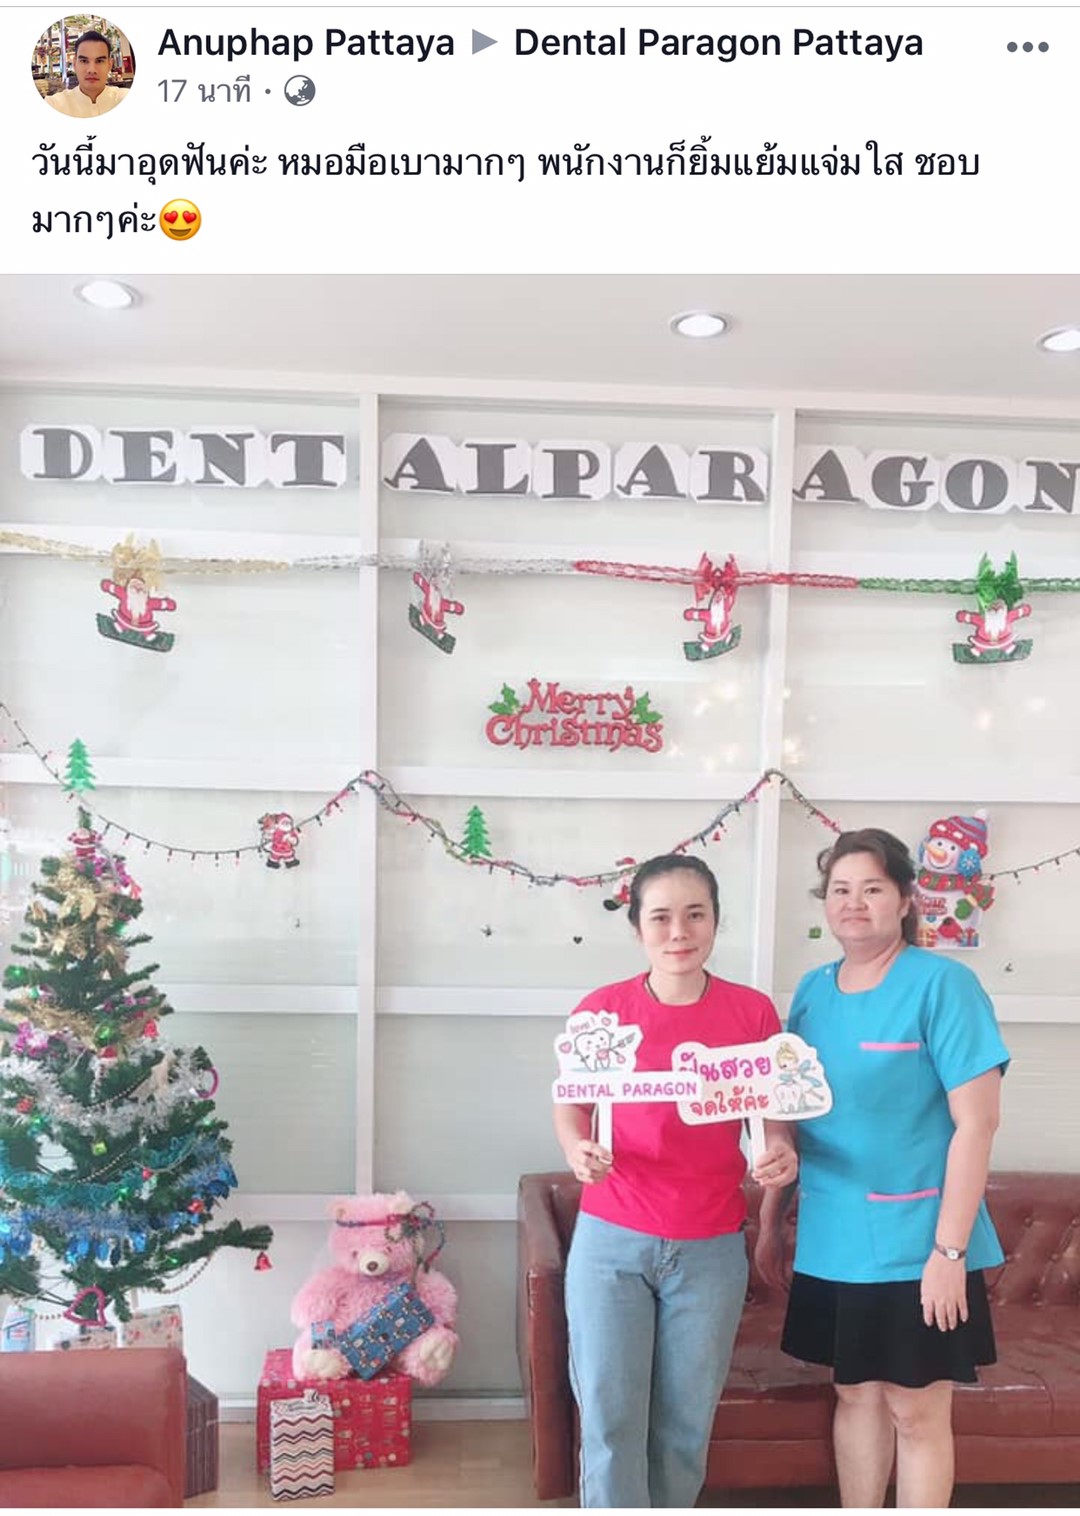 Anuphap Pattaya ▶ Dental Paragon Pattaya
17 นาที ·
วันนี้มาอุดฟันค่ะ หมอมือเบามากๆ พนักงานก็ยิ้มแย้มแจ่มใส ชอบ
มากๆค่ะ😍
DENTALPARAGON
Merry
Christmas
love!
DENTAL PARAGON
ฟันสวย
จดให้ค่ะ